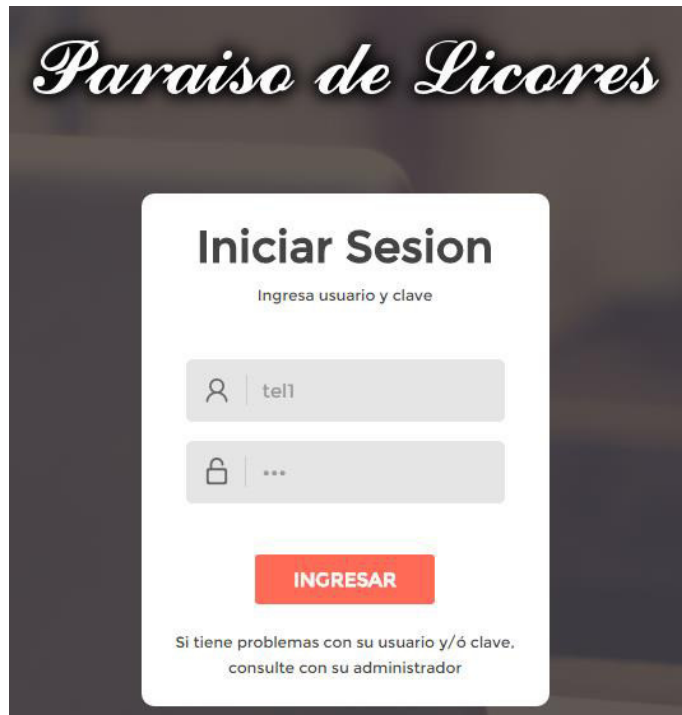 Paraiso de Licores
Iniciar Sesion
Ingresa usuario y clave
tel1
•••
INGRESAR
Si tiene problemas con su usuario y/ó clave,
consulte con su administrador